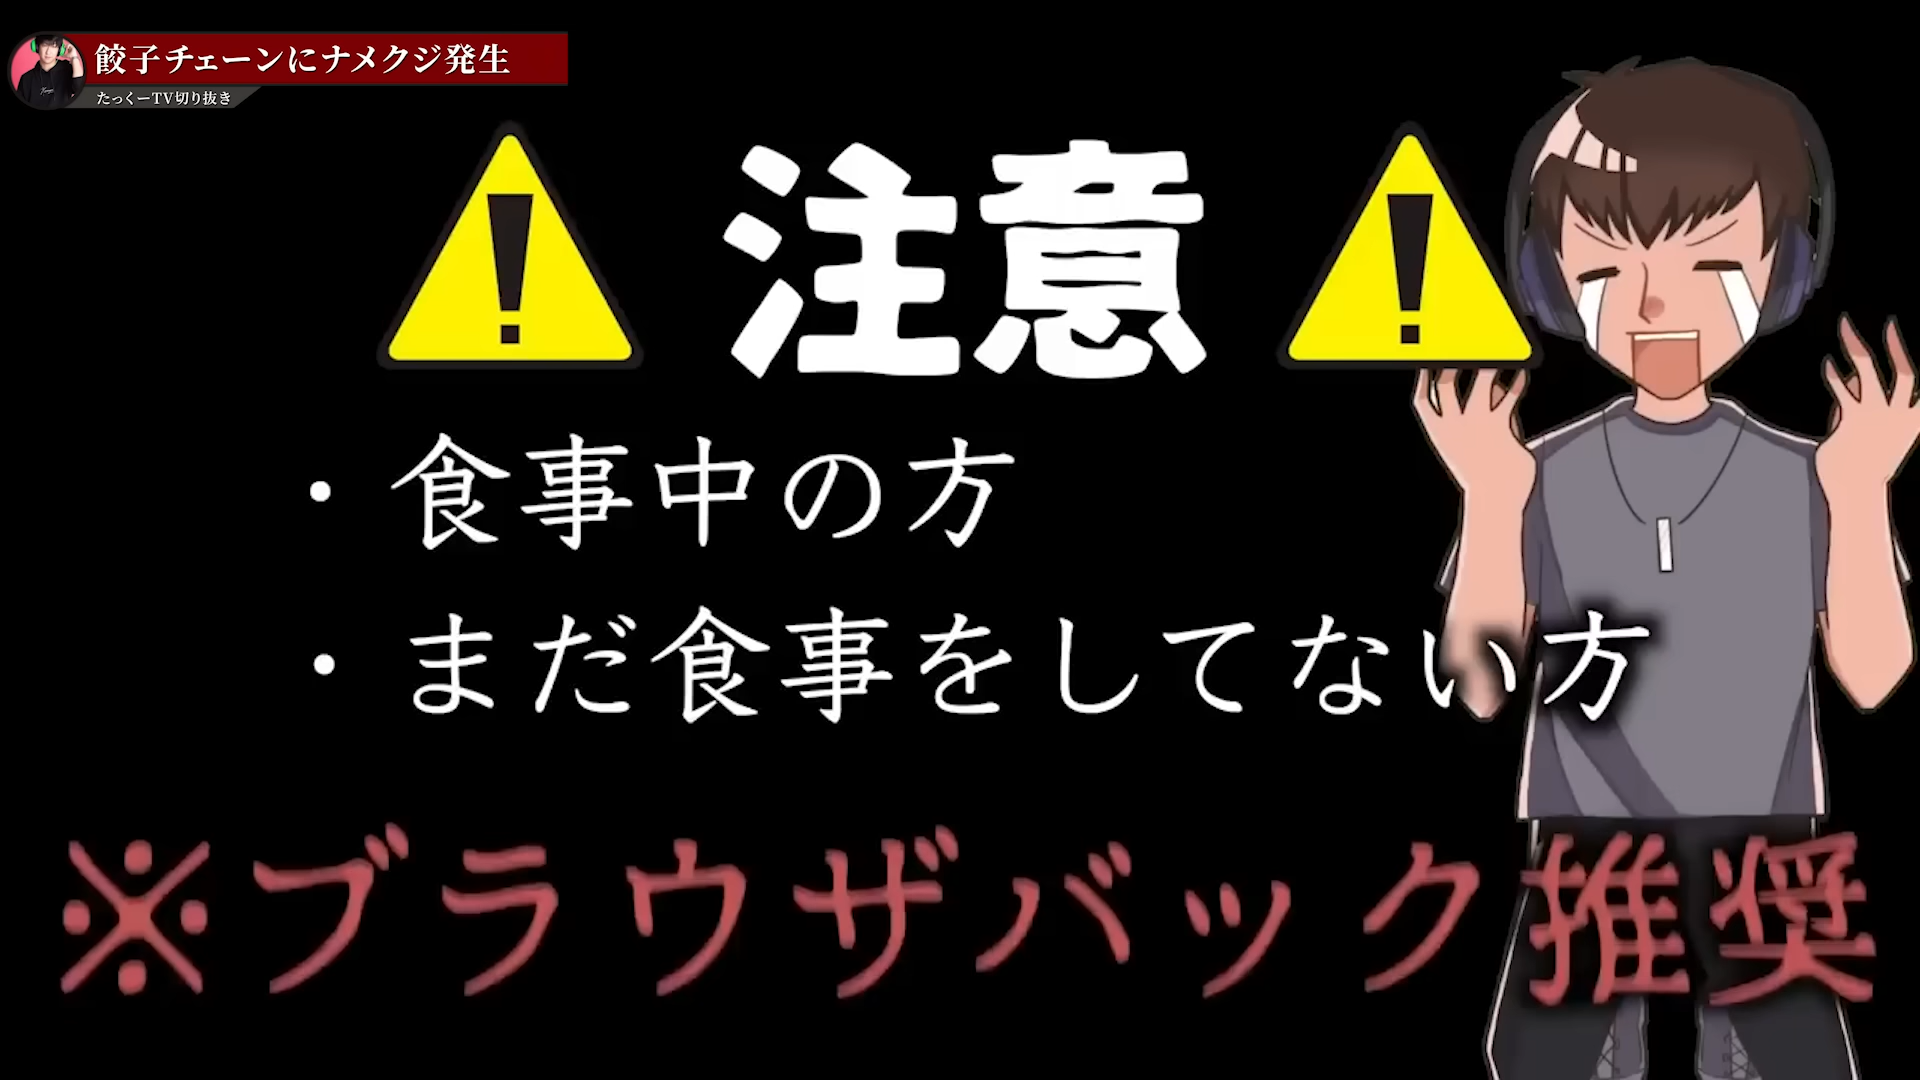 餃子チェーンにナメクジ発生
たっくーTV切り抜き
注意
・食事中の方
・まだ食事をしてない方
※ブラウザバック推奨